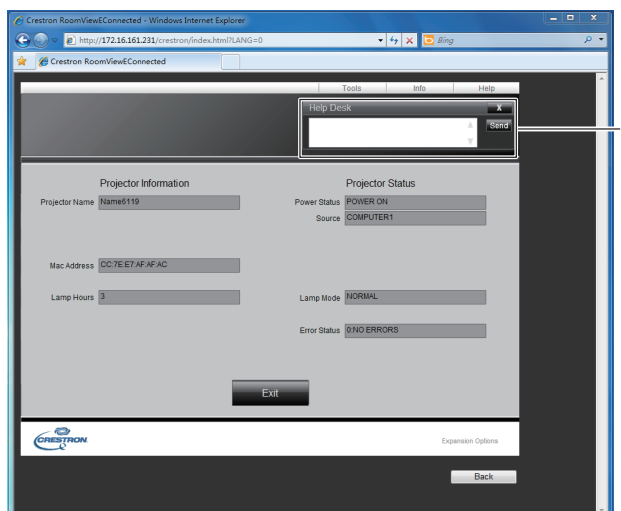 Crestron RoomViewEConnected - Windows Internet Explorer
http://172.16.161.231/crestron/index.html?LANG=0
Bing
Crestron RoomViewEConnected
Tools Info Help
Help Desk X
Send
Projector Information Projector Status
Projector Name Name6119 Power Status POWER ON
Source COMPUTER1
Mac Address CC:7E:E7:AF:AF:AC
Lamp Hours 3 Lamp Mode NORMAL
Error Status 0:NO ERRORS
Exit
CRESTRON
Expansion Options
Back